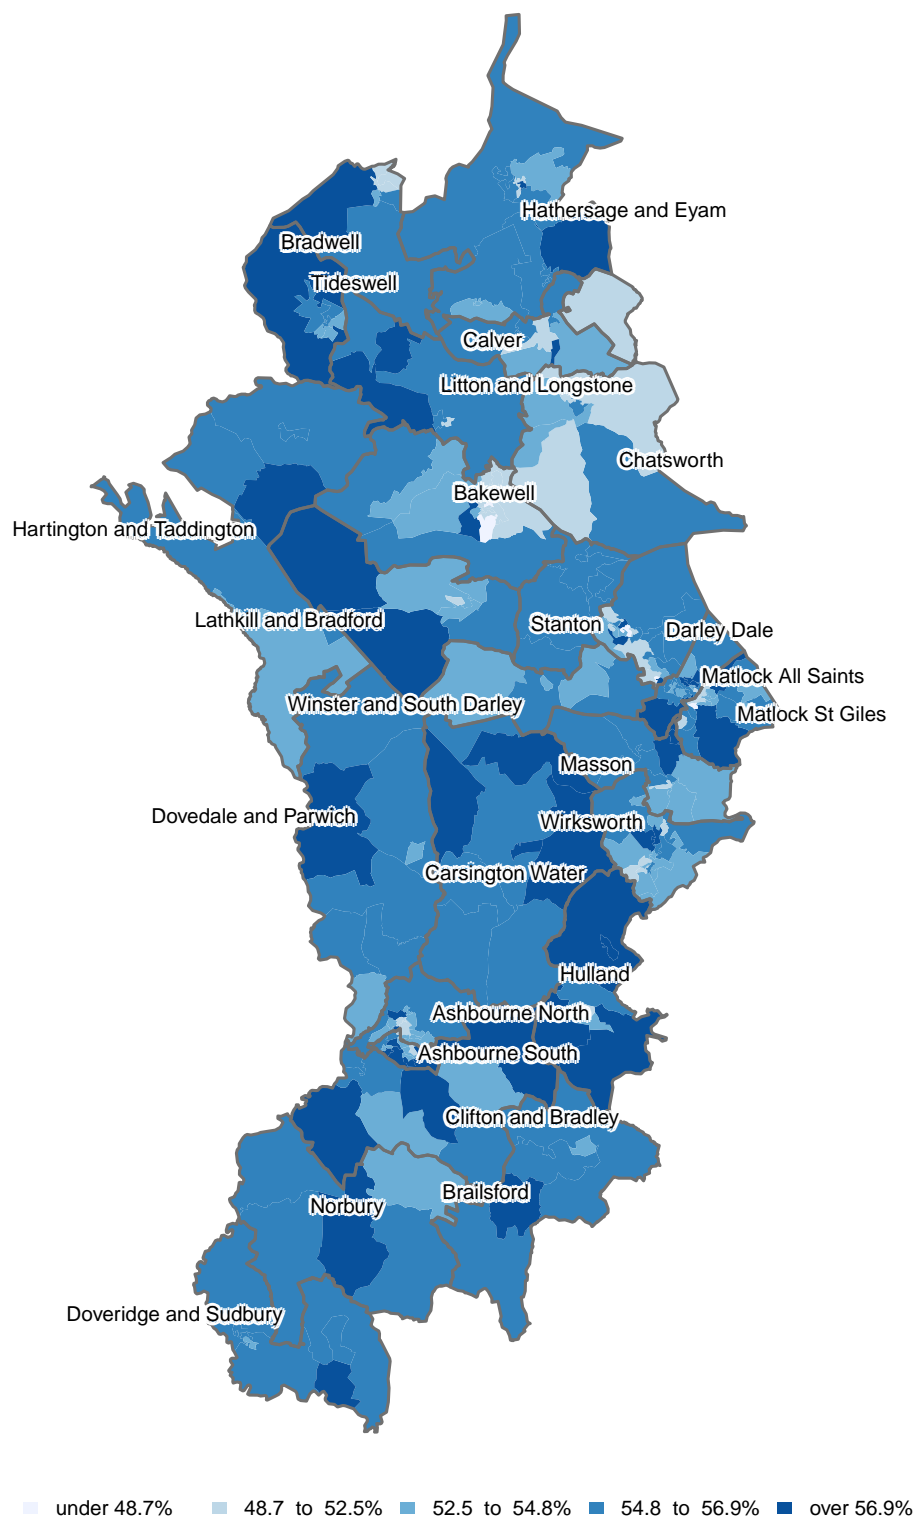 Hathersage and Eyam
Bradwell
Tideswell
Calver
Litton and Longstone
Chatsworth
Bakewell
Hartington and Taddington
Lathkill and Bradford
Stanton
Darley Dale
Matlock All Saints
Winster and South Darley
Matlock St Giles
Masson
Dovedale and Parwich
Wirksworth
Carsington Water
Hulland
Ashbourne North
Ashbourne South
Clifton and Bradley
Brailsford
Norbury
Doveridge and Sudbury
under 48.7% 48.7 to 52.5% 52.5 to 54.8% 54.8 to 56.9% over 56.9%